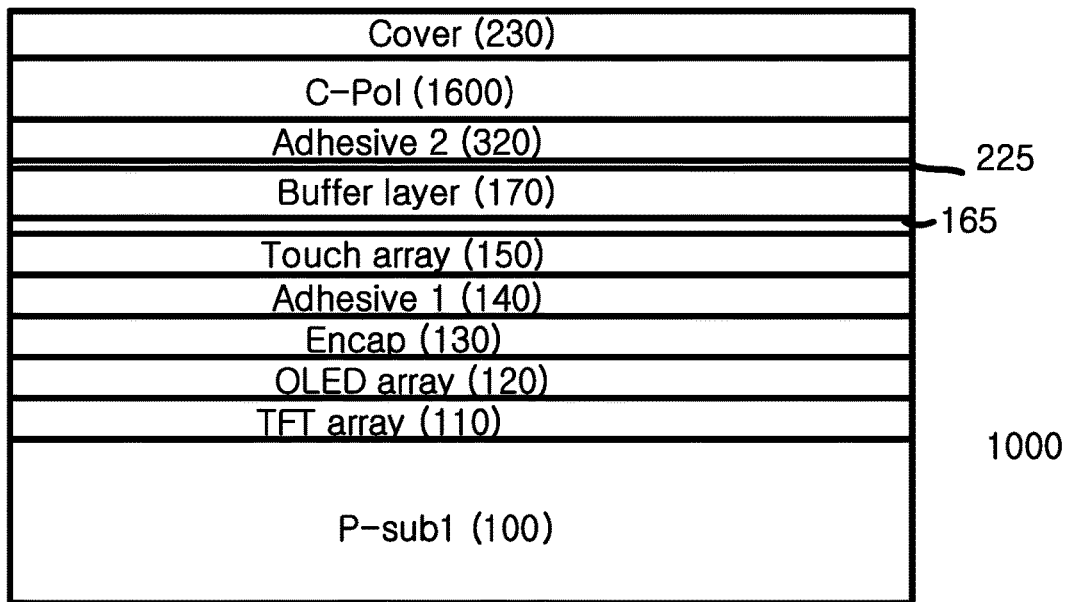 Cover (230)
C-Pol (1600)
Adhesive 2 (320)
225
Buffer layer (170)
165
Touch array (150)
Adhesive 1 (140)
Encap (130)
OLED array (120)
TFT array (110)
1000
P-sub1 (100)